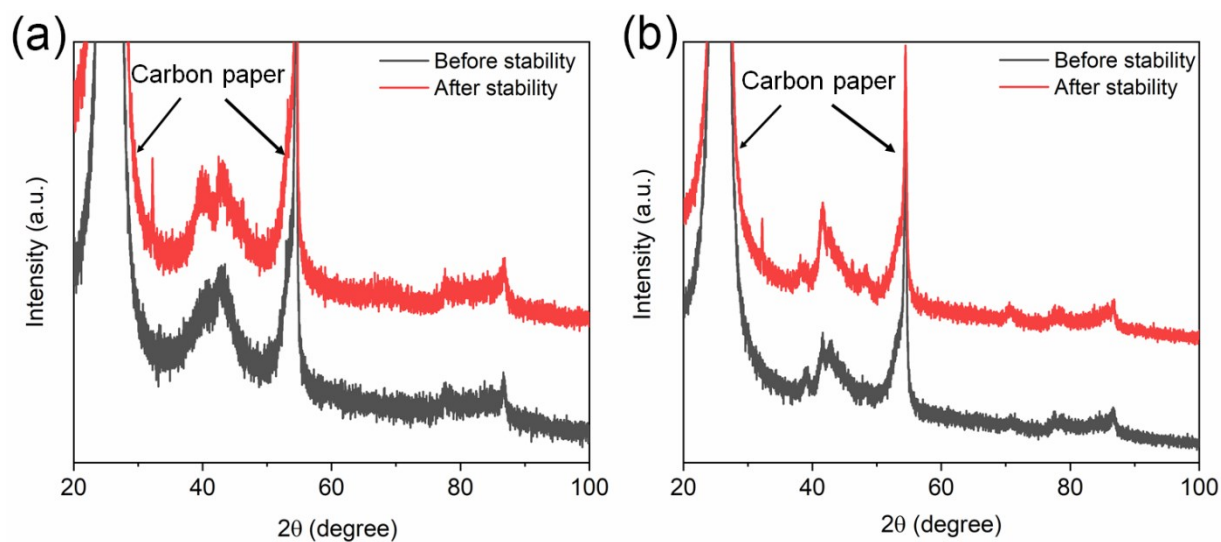 (a)
Before stability
After stability
Carbon paper
Intensity (a.u.)
20 40 60 80 100
2θ (degree)
(b)
Before stability
After stability
Carbon paper
Intensity (a.u.)
20 40 60 80 100
2θ (degree)